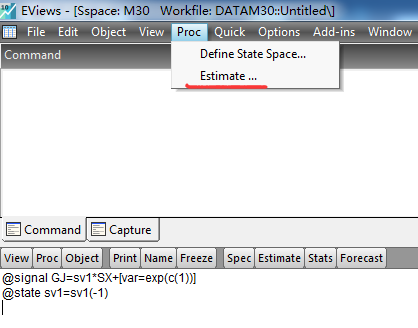 EViews - [Sspace: M30   Workfile: DATAM30::Untitled\]
File Edit Object View Proc Quick Options Add-ins Window
Command
Define State Space...
Estimate ...
Command Capture
View Proc Object Print Name Freeze Spec Estimate Stats Forecast
@signal GJ=sv1*SX+[var=exp(c(1))]
@state sv1=sv1(-1)